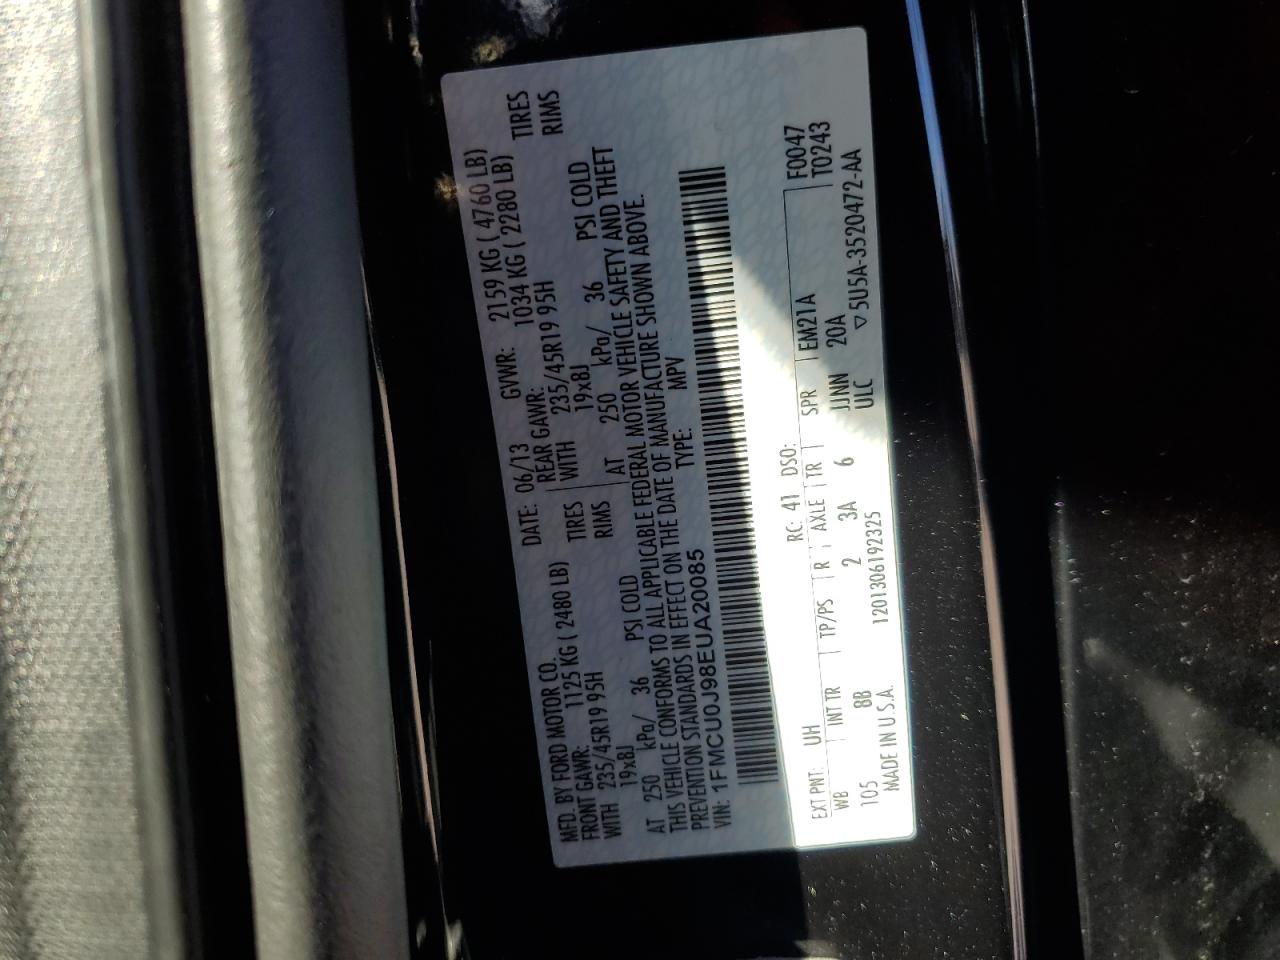 MFD. BY FORD MOTOR CO. DATE: 06/13 GVWR: 2159 KG ( 4760 LB)
FRONT GAWR: 1125 KG ( 2480 LB) REAR GAWR: 1034 KG ( 2280 LB)
WITH 235/45R19 95H TIRES WITH 235/45R19 95H TIRES
19x8J RIMS 19x8J RIMS
AT 250 kPa/ 36 PSI COLD AT 250 kPa/ 36 PSI COLD
THIS VEHICLE CONFORMS TO ALL APPLICABLE FEDERAL MOTOR VEHICLE SAFETY AND THEFT
PREVENTION STANDARDS IN EFFECT ON THE DATE OF MANUFACTURE SHOWN ABOVE.
VIN: 1FMCU0J98EUA20085 TYPE: MPV
EXT PNT: UH RC: 41 DSO: F0047
WB INT TR TP/PS R AXLE TR SPR EM21A T0243
105 8B 2 3A 6 JJNN 20A
MADE IN U.S.A. 1201306192325 ULC ▽5U5A-3520472-AA